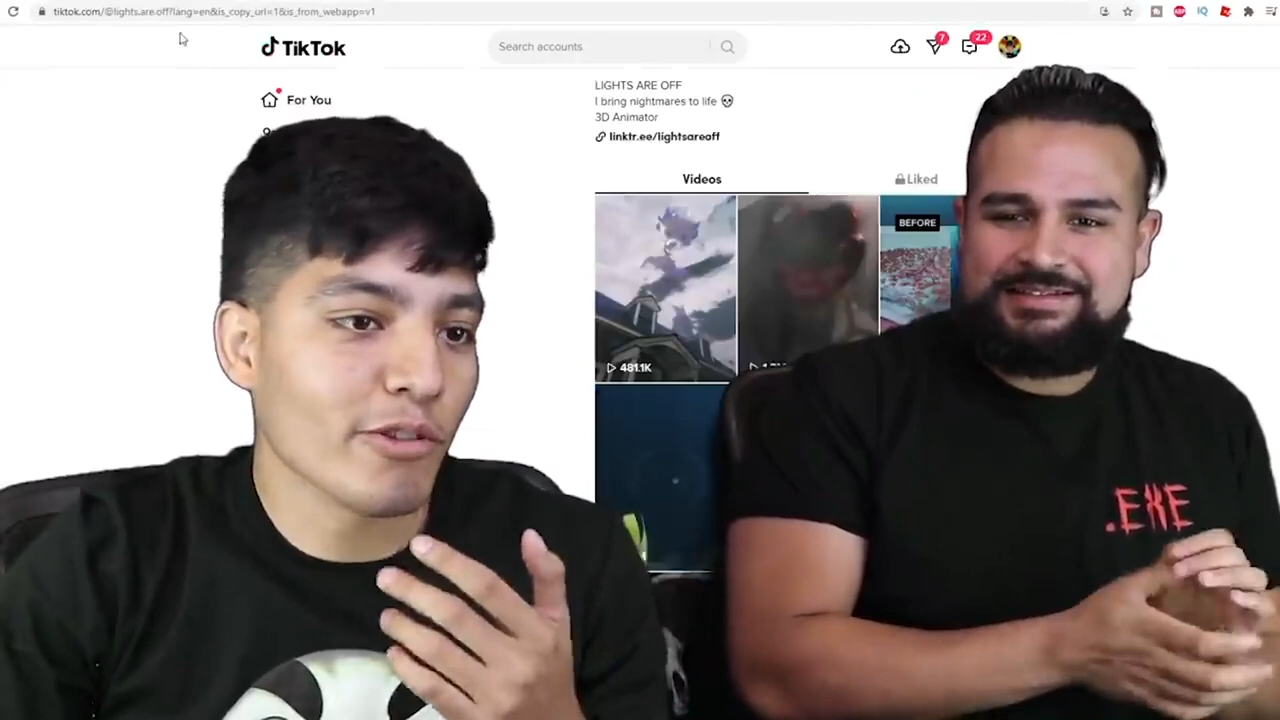 tiktok.com/@lights.are.off?lang=en&is_copy_url=1&is_from_webapp=v1
TikTok
Search accounts
7
22
For You
LIGHTS ARE OFF
I bring nightmares to life 💀
3D Animator
linktr.ee/lightsareoff
Videos
Liked
BEFORE
481.1K
.EXE